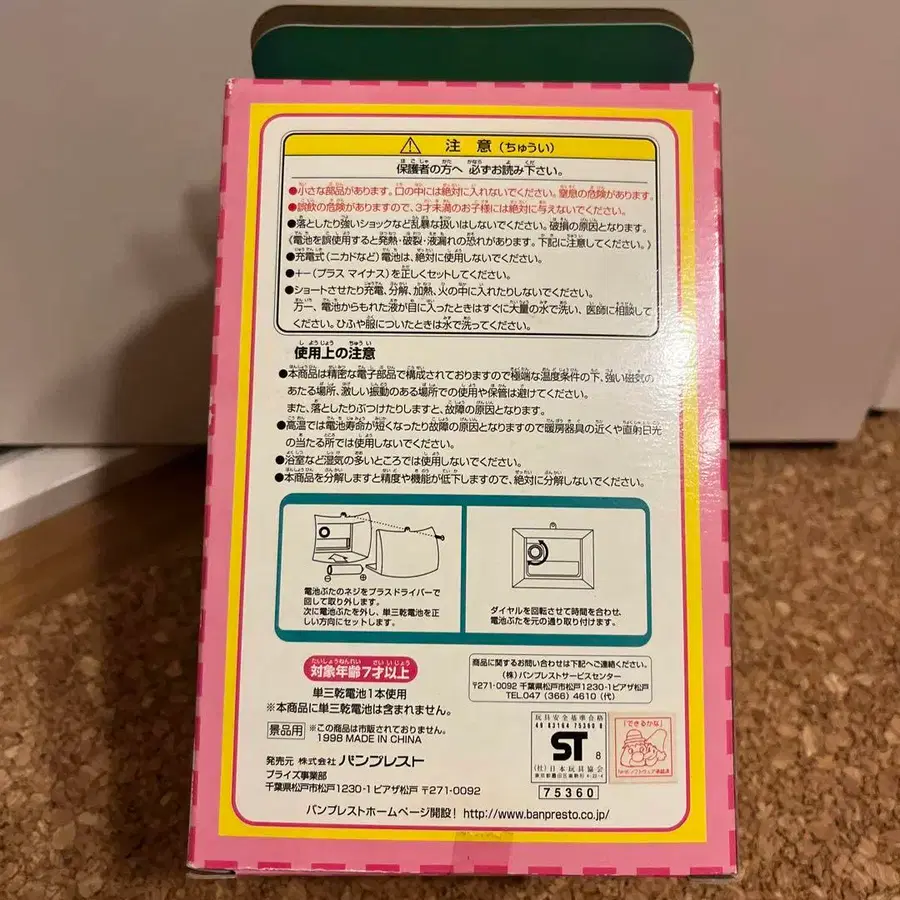 ⚠ 注意（ちゅうい）
保護者の方へ 必ずお読み下さい。
●小さな部品があります。口の中には絶対に入れないでください。窒息の危険があります。
●誤飲の危険がありますので、3才未満のお子様には絶対に与えないでください。
●落としたり強いショックなど乱暴な扱いはしないでください。破損の原因となります。
《電池を誤使用すると発熱・破裂・液漏れの恐れがあります。下記に注意してください。》
●充電式（ニカドなど）電池は、絶対に使用しないでください。
●＋－（プラス マイナス）を正しくセットしてください。
●ショートさせたり充電、分解、加熱、火の中に入れたりしないでください。
万一、電池からもれた液が目に入ったときはすぐに大量の水で洗い、医師に相談して
ください。ひふや服についたときは水で洗ってください。
使用上の注意
●本商品は精密な電子部品で構成されておりますので極端な温度条件の下、強い磁気の
あたる場所、激しい振動のある場所での使用や保管は避けてください。
また、落としたりぶつけたりしますと、故障の原因となります。
●高温では電池寿命が短くなったり故障の原因となりますので暖房器具の近くや直射日光
の当たる所では使用しないでください。
●浴室など湿気の多いところでは使用しないでください。
●本商品を分解しますと精度や機能が低下しますので、絶対に分解しないでください。
電池ぶたのネジをプラスドライバーで
回して取り外します。
次に電池ぶたを外し、単三乾電池を正
しい方向にセットします。
ダイヤルを回転させて時間を合わせ、
電池ぶたを元の通り取り付けます。
たいしょうねんれい さい いじょう
対象年齢7才以上
単三乾電池1本使用
※本商品に単三乾電池は含まれません。
景品用 ※この商品は市販されておりません。
1998 MADE IN CHINA
発売元 株式会社 バンプレスト
プライズ事業部
千葉県松戸市松戸1230-1 ピアザ松戸 〒271-0092
バンプレストホームページ開設！ http://www.banpresto.co.jp/
商品に関するお問い合わせは下記へご連絡ください。
（株）バンプレストサービスセンター
〒271-0092 千葉県松戸市松戸1230-1ピアザ松戸
TEL.047（366）4610（代）
玩具安全基準合格
ST 8
（社）日本玩具協会
75360
「できるかな」